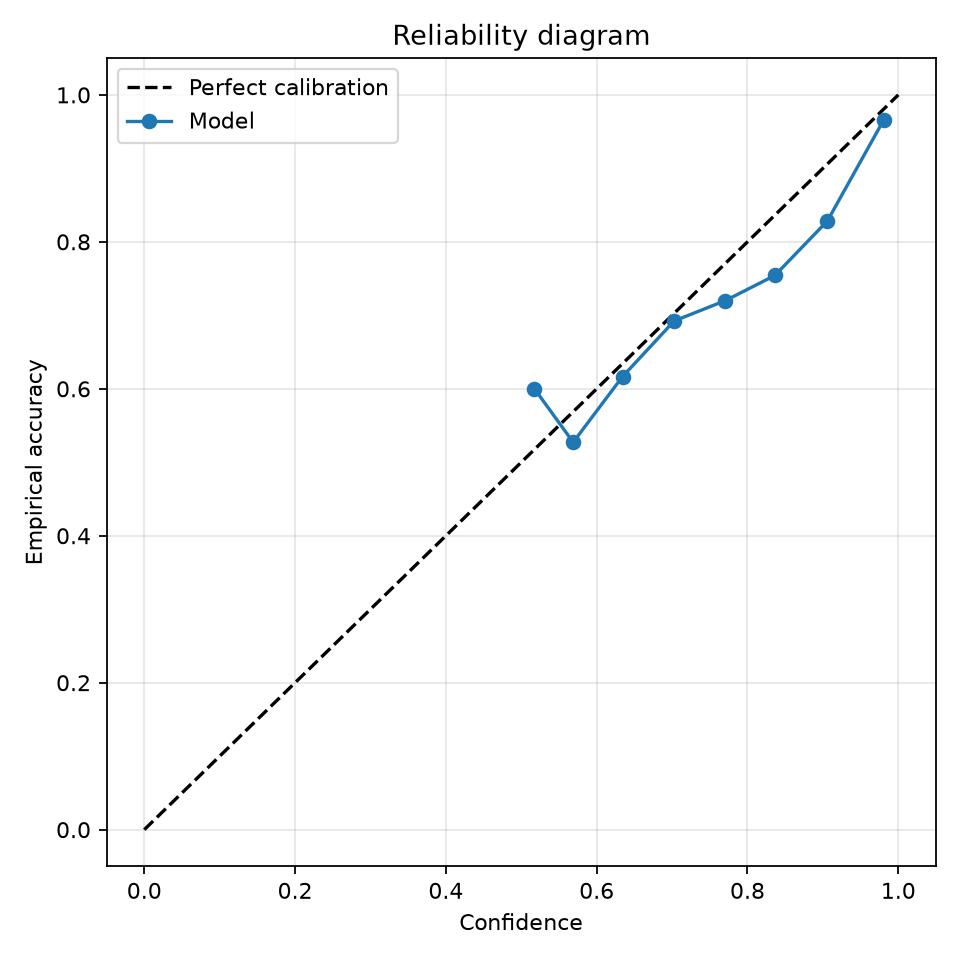 Reliability diagram
Perfect calibration
Model
1.0
0.8
0.6
0.4
0.2
0.0
Empirical accuracy
0.0 0.2 0.4 0.6 0.8 1.0
Confidence